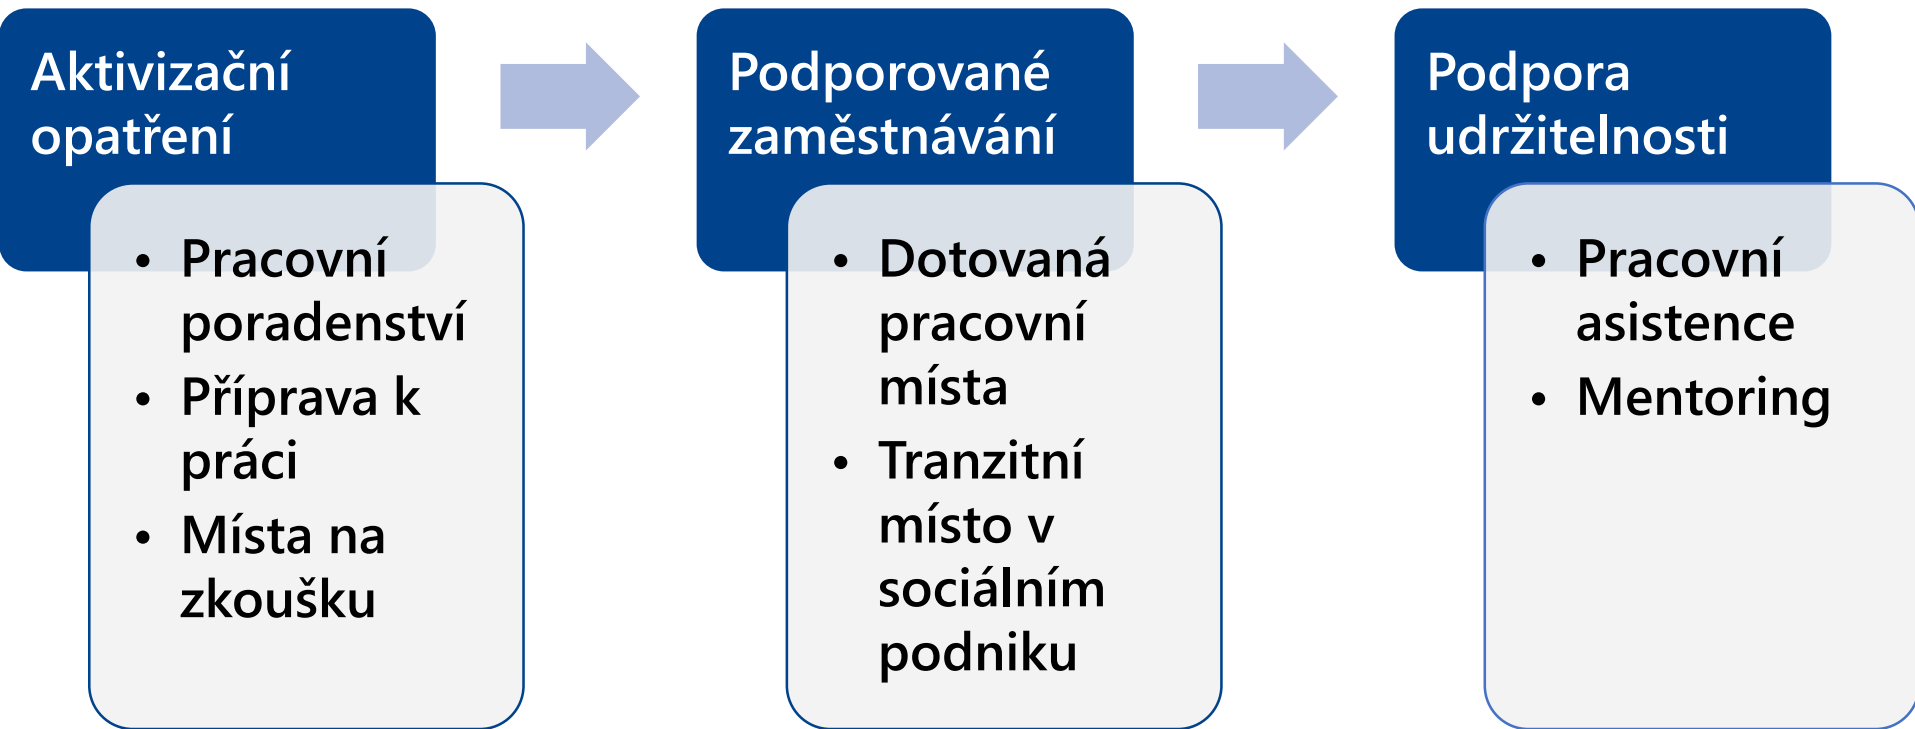 Aktivizační
opatření
• Pracovní
poradenství
• Příprava k
práci
• Místa na
zkoušku
Podporované
zaměstnávání
• Dotovaná
pracovní
místa
• Tranzitní
místo v
sociálním
podniku
Podpora
udržitelnosti
• Pracovní
asistence
• Mentoring